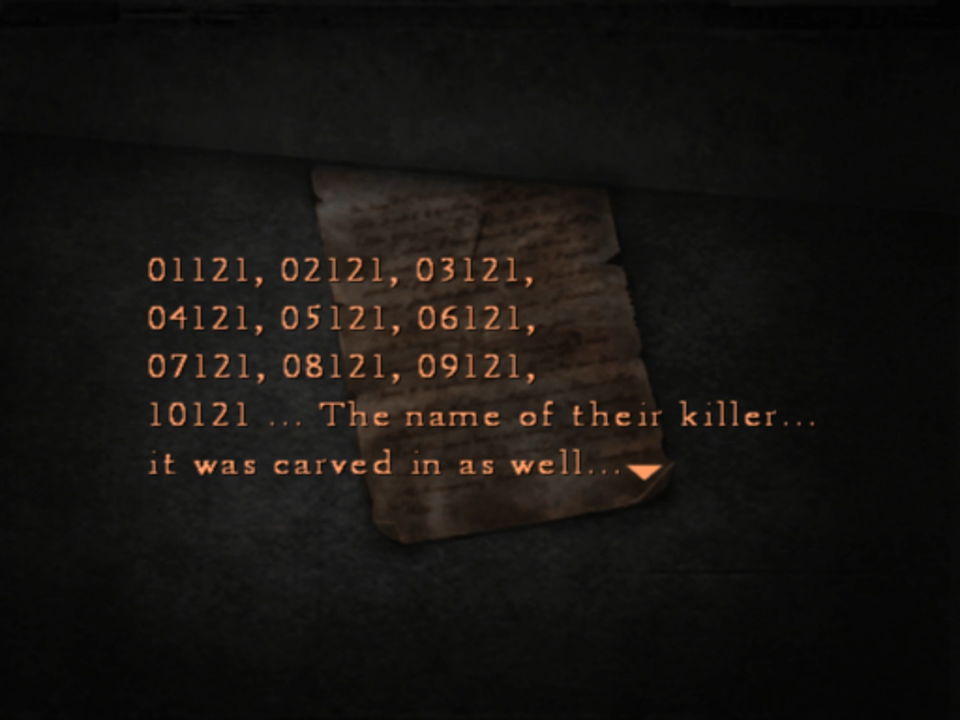 01121, 02121, 03121,
04121, 05121, 06121,
07121, 08121, 09121,
10121 ... The name of their killer...
it was carved in as well...